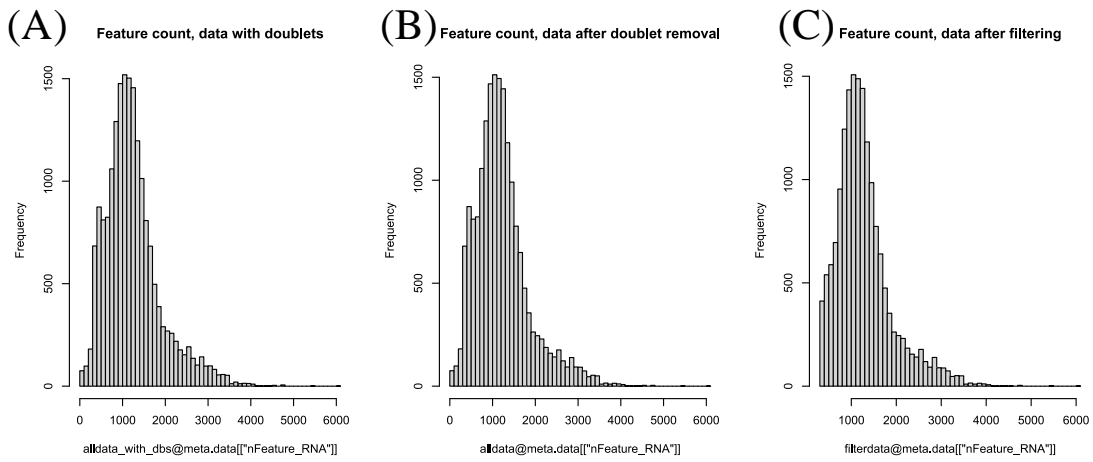 (A) Feature count, data with doublets
Frequency
1500
1000
500
0
0 1000 2000 3000 4000 5000 6000
alldata_with_dbs@meta.data[["nFeature_RNA"]]
(B) Feature count, data after doublet removal
Frequency
1500
1000
500
0
0 1000 2000 3000 4000 5000 6000
alldata@meta.data[["nFeature_RNA"]]
(C) Feature count, data after filtering
Frequency
1500
1000
500
0
1000 2000 3000 4000 5000 6000
filterdata@meta.data[["nFeature_RNA"]]